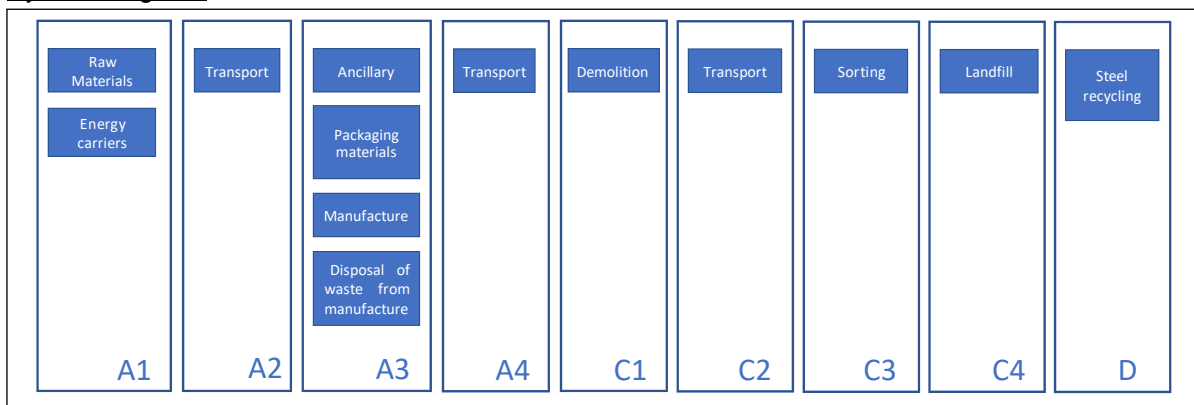 Raw
Materials
Energy
carriers
A1
Transport
A2
Ancillary
Packaging
materials
Manufacture
Disposal of
waste from
manufacture
A3
Transport
A4
Demolition
C1
Transport
C2
Sorting
C3
Landfill
C4
Steel
recycling
D